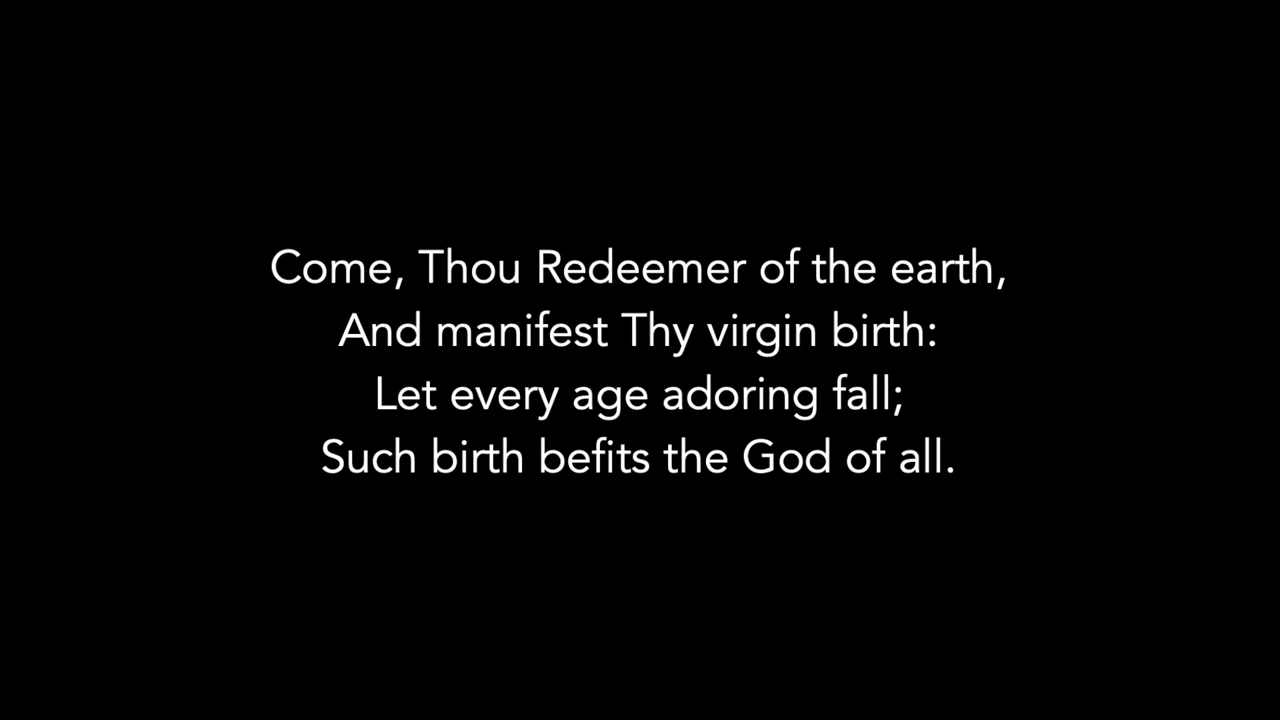 Come, Thou Redeemer of the earth,
And manifest Thy virgin birth:
Let every age adoring fall;
Such birth befits the God of all.